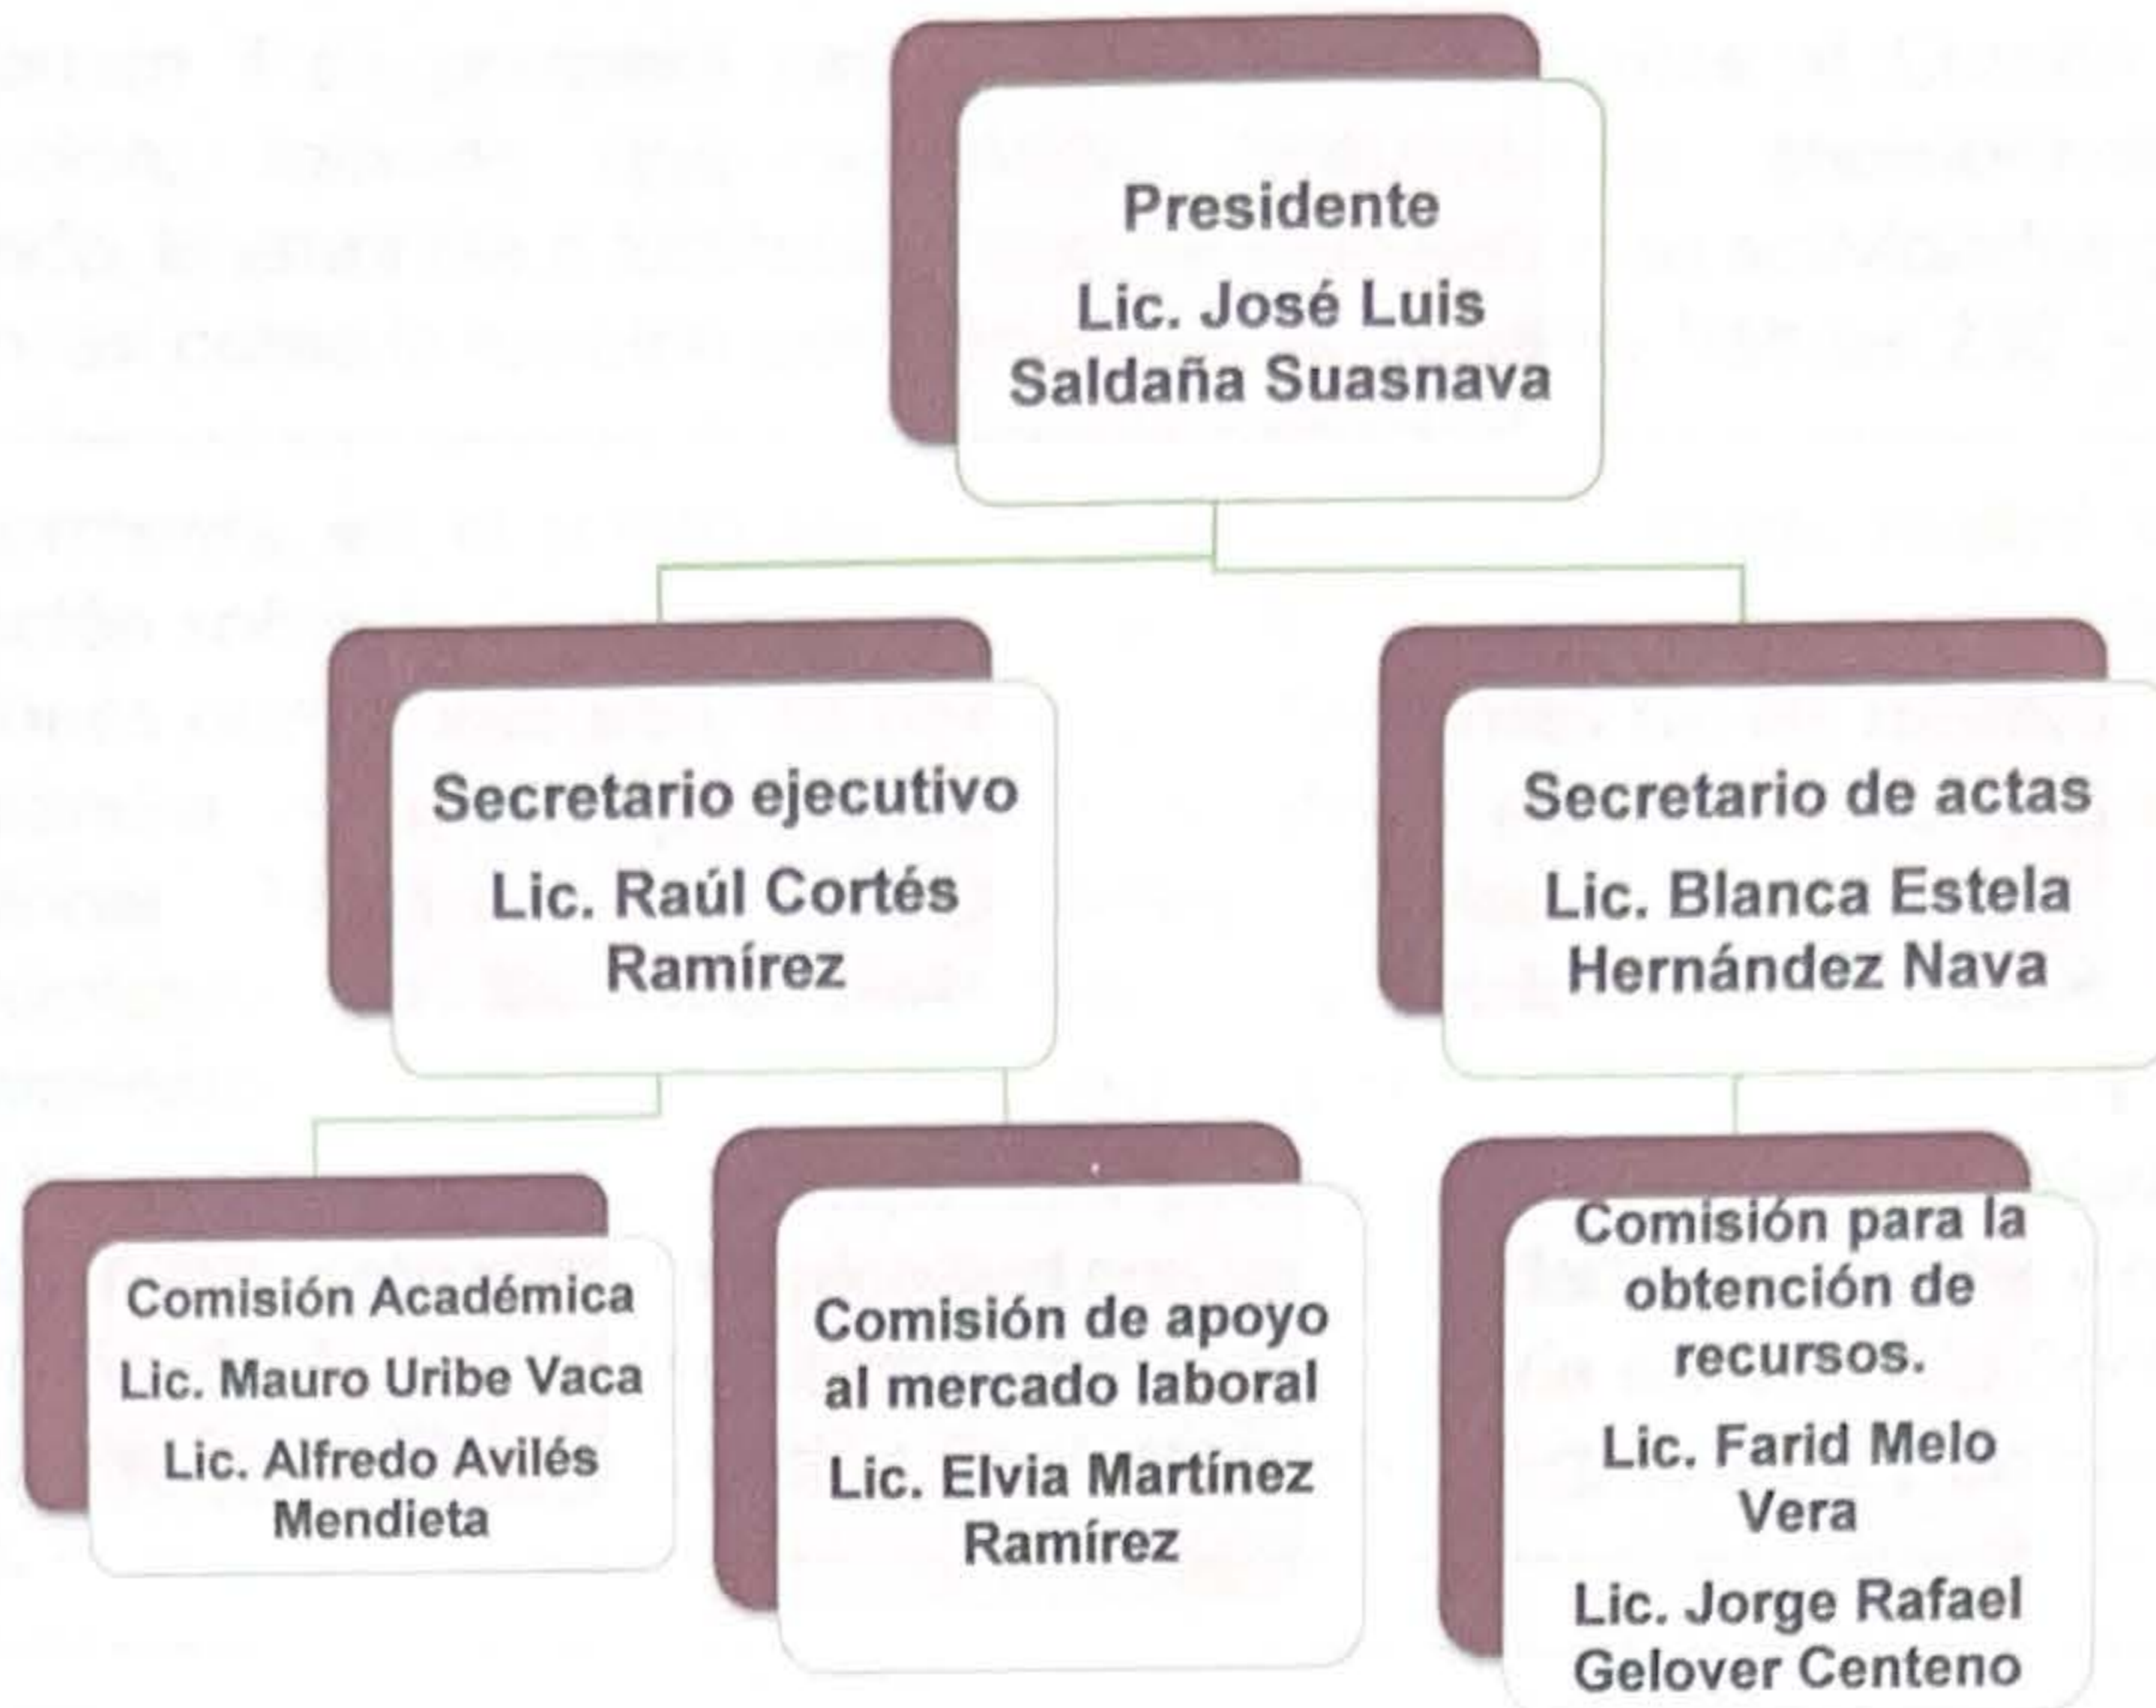 Presidente
Lic. José Luis
Saldaña Suasnava
Secretario ejecutivo
Lic. Raúl Cortés
Ramírez
Secretario de actas
Lic. Blanca Estela
Hernández Nava
Comisión Académica
Lic. Mauro Uribe Vaca
Lic. Alfredo Avilés
Mendieta
Comisión de apoyo
al mercado laboral
Lic. Elvia Martínez
Ramírez
Comisión para la
obtención de
recursos.
Lic. Farid Melo
Vera
Lic. Jorge Rafael
Gelover Centeno